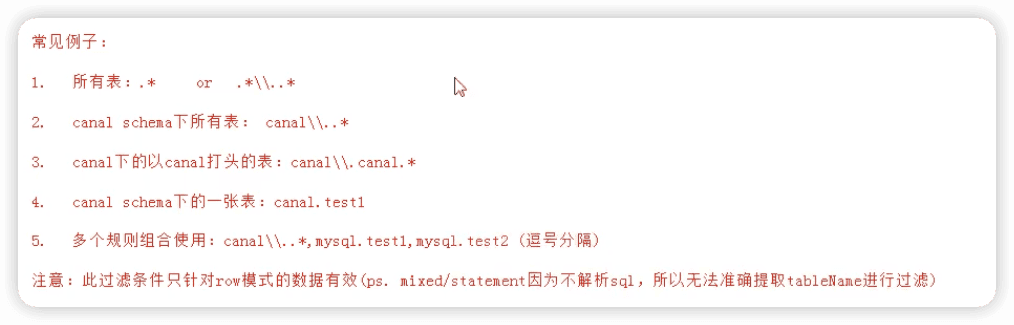 常见例子：
1. 所有表：.* or .*\\..*
2. canal schema下所有表： canal\\..*
3. canal下的以canal打头的表：canal\\.canal.*
4. canal schema下的一张表：canal.test1
5. 多个规则组合使用：canal\\..*,mysql.test1,mysql.test2 (逗号分隔)
注意：此过滤条件只针对row模式的数据有效(ps. mixed/statement因为不解析sql，所以无法准确提取tableName进行过滤)